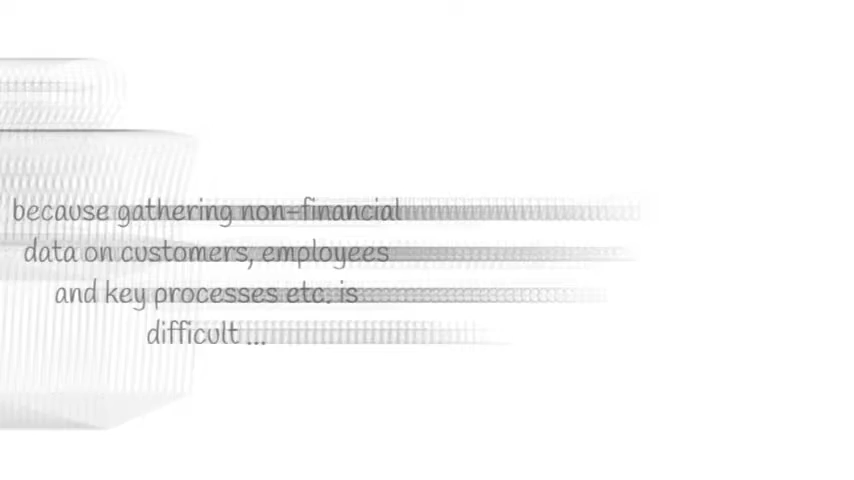 because gathering non-financial
data on customers, employees
and key processes etc. is
difficult ...